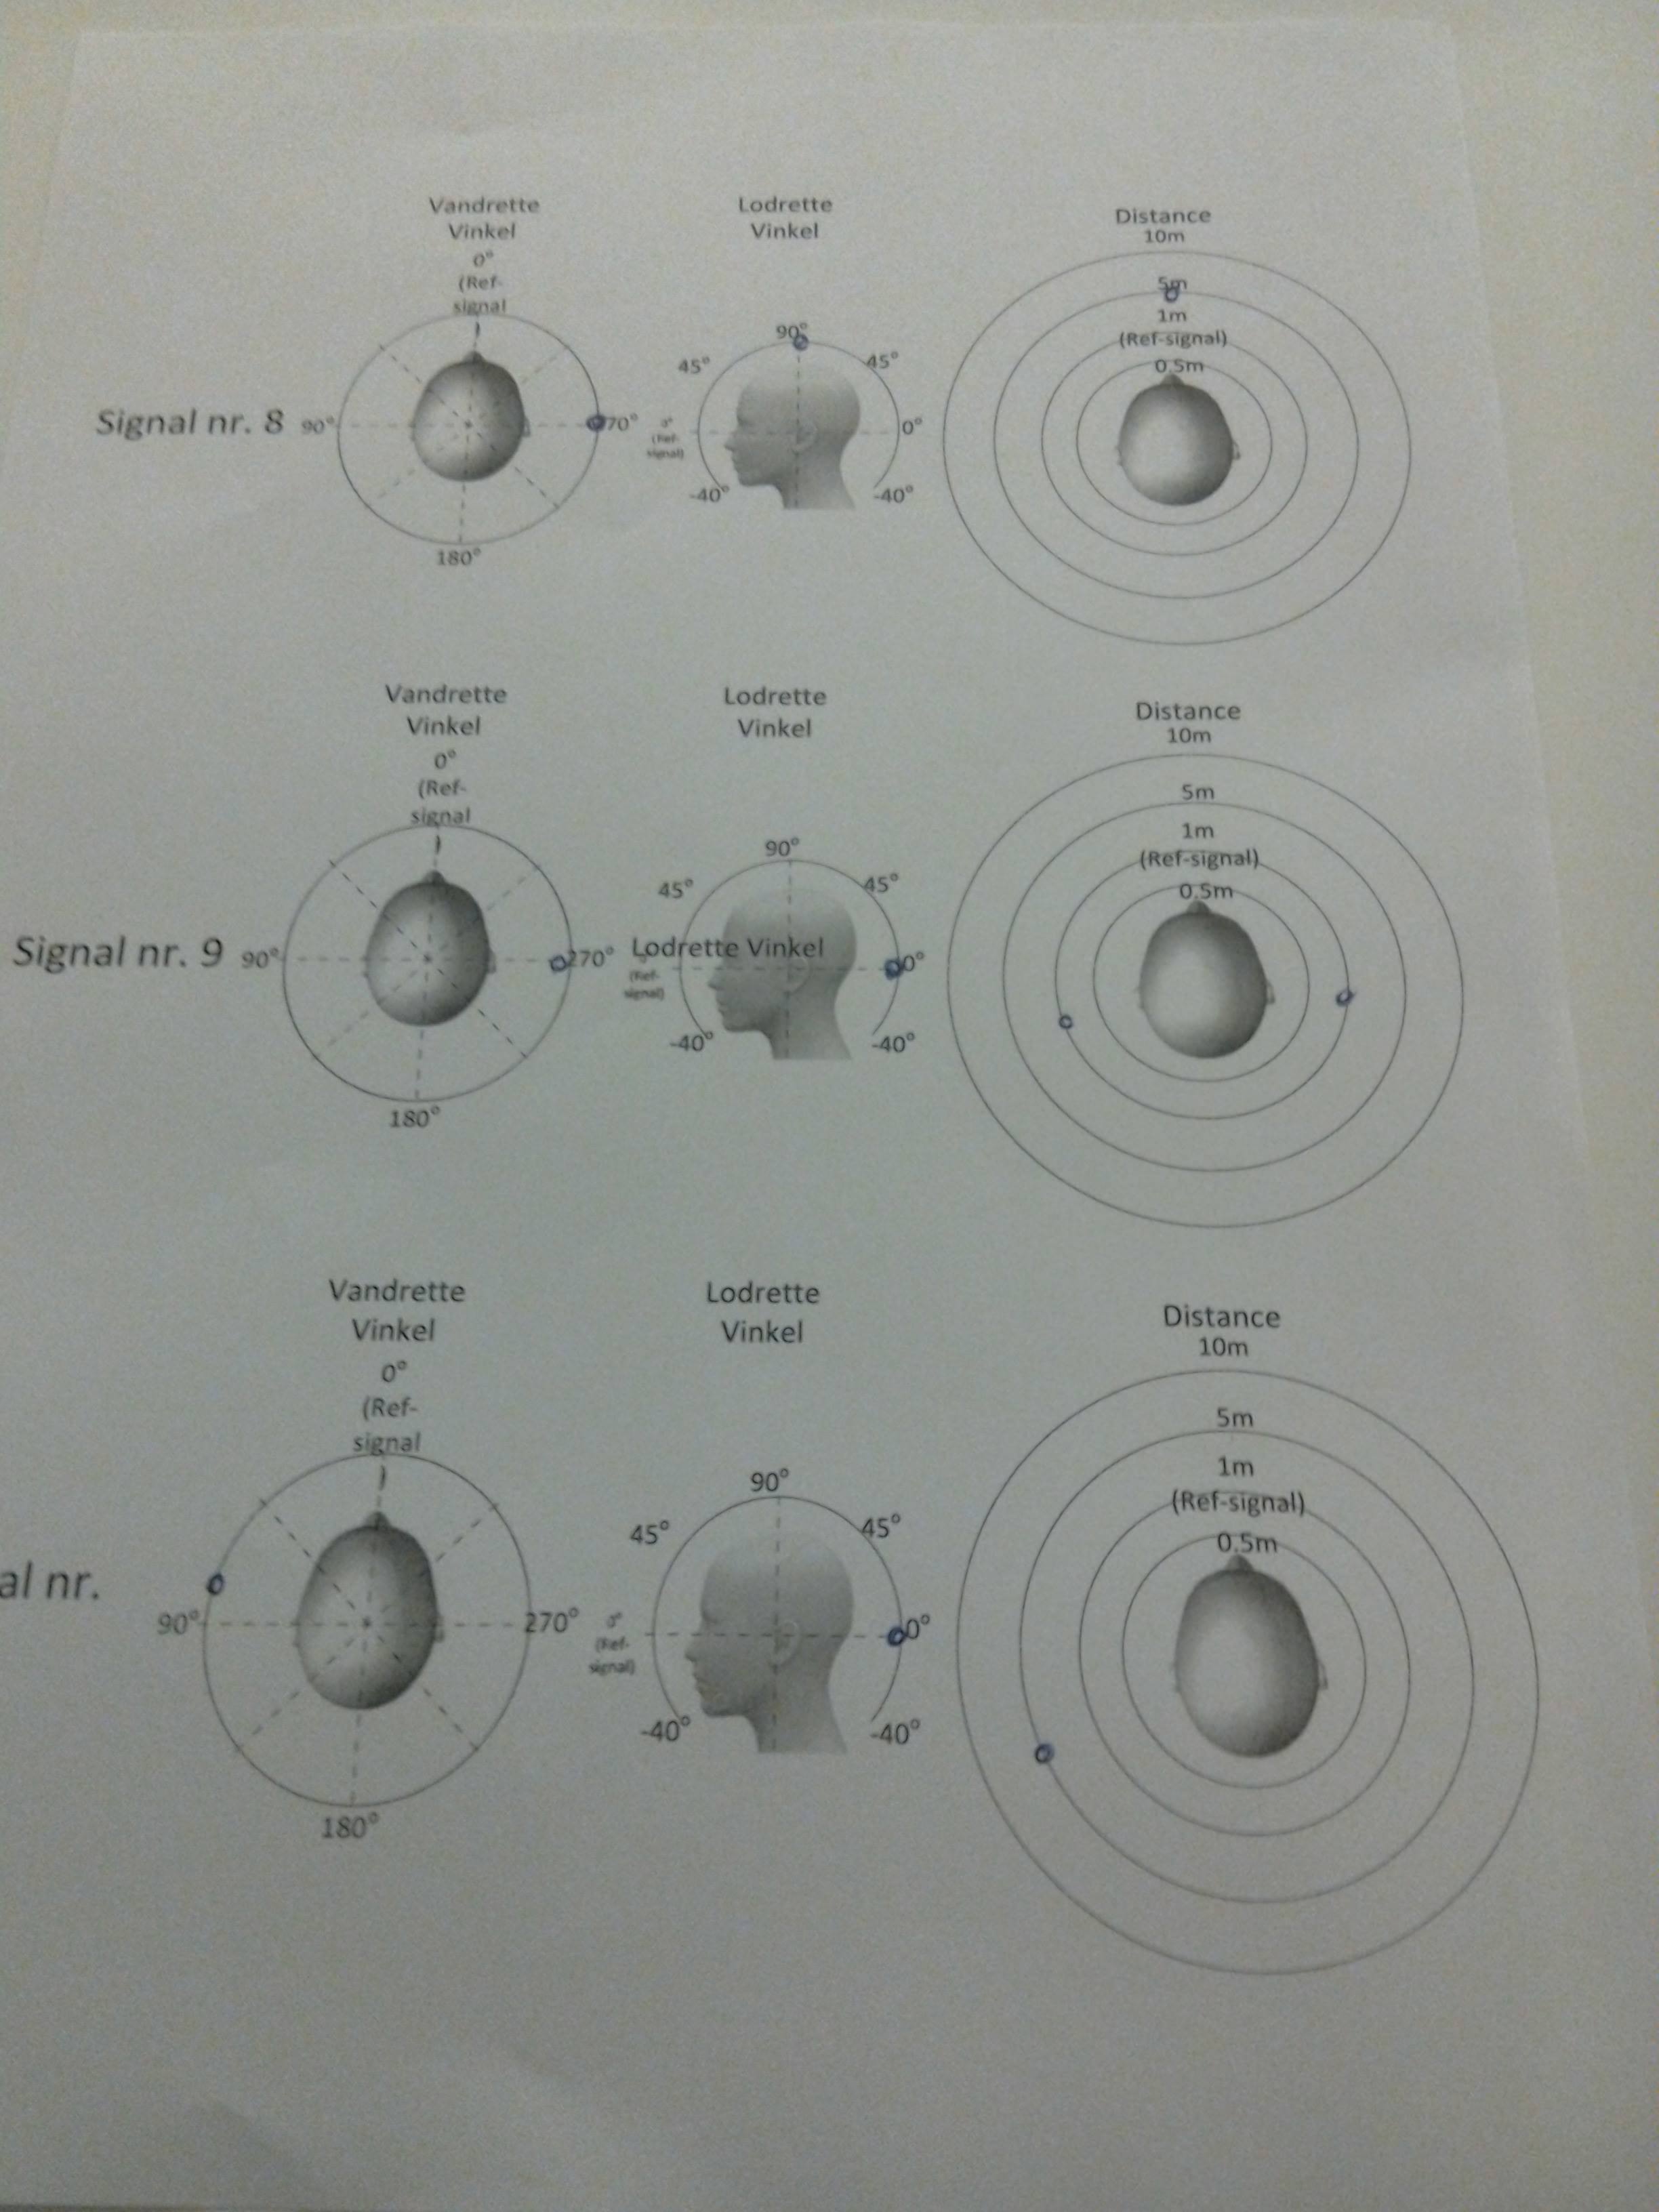 Vandrette
Vinkel
0°
(Ref-
signal
Lodrette
Vinkel
Distance
10m
5m
1m
(Ref-signal)
0,5m
Signal nr. 8
90°
70°
180°
90°
45°
45°
0°
(Ref-
signal)
0°
-40°
-40°
Vandrette
Vinkel
0°
(Ref-
signal
Lodrette
Vinkel
Distance
10m
5m
1m
(Ref-signal)
0,5m
Signal nr. 9
90°
270°
180°
90°
45°
45°
Lodrette Vinkel
(Ref-
signal)
0°
-40°
-40°
Vandrette
Vinkel
0°
(Ref-
signal
Lodrette
Vinkel
Distance
10m
5m
1m
(Ref-signal)
0,5m
al nr.
90°
270°
180°
90°
45°
45°
0°
(Ref-
signal)
0°
-40°
-40°